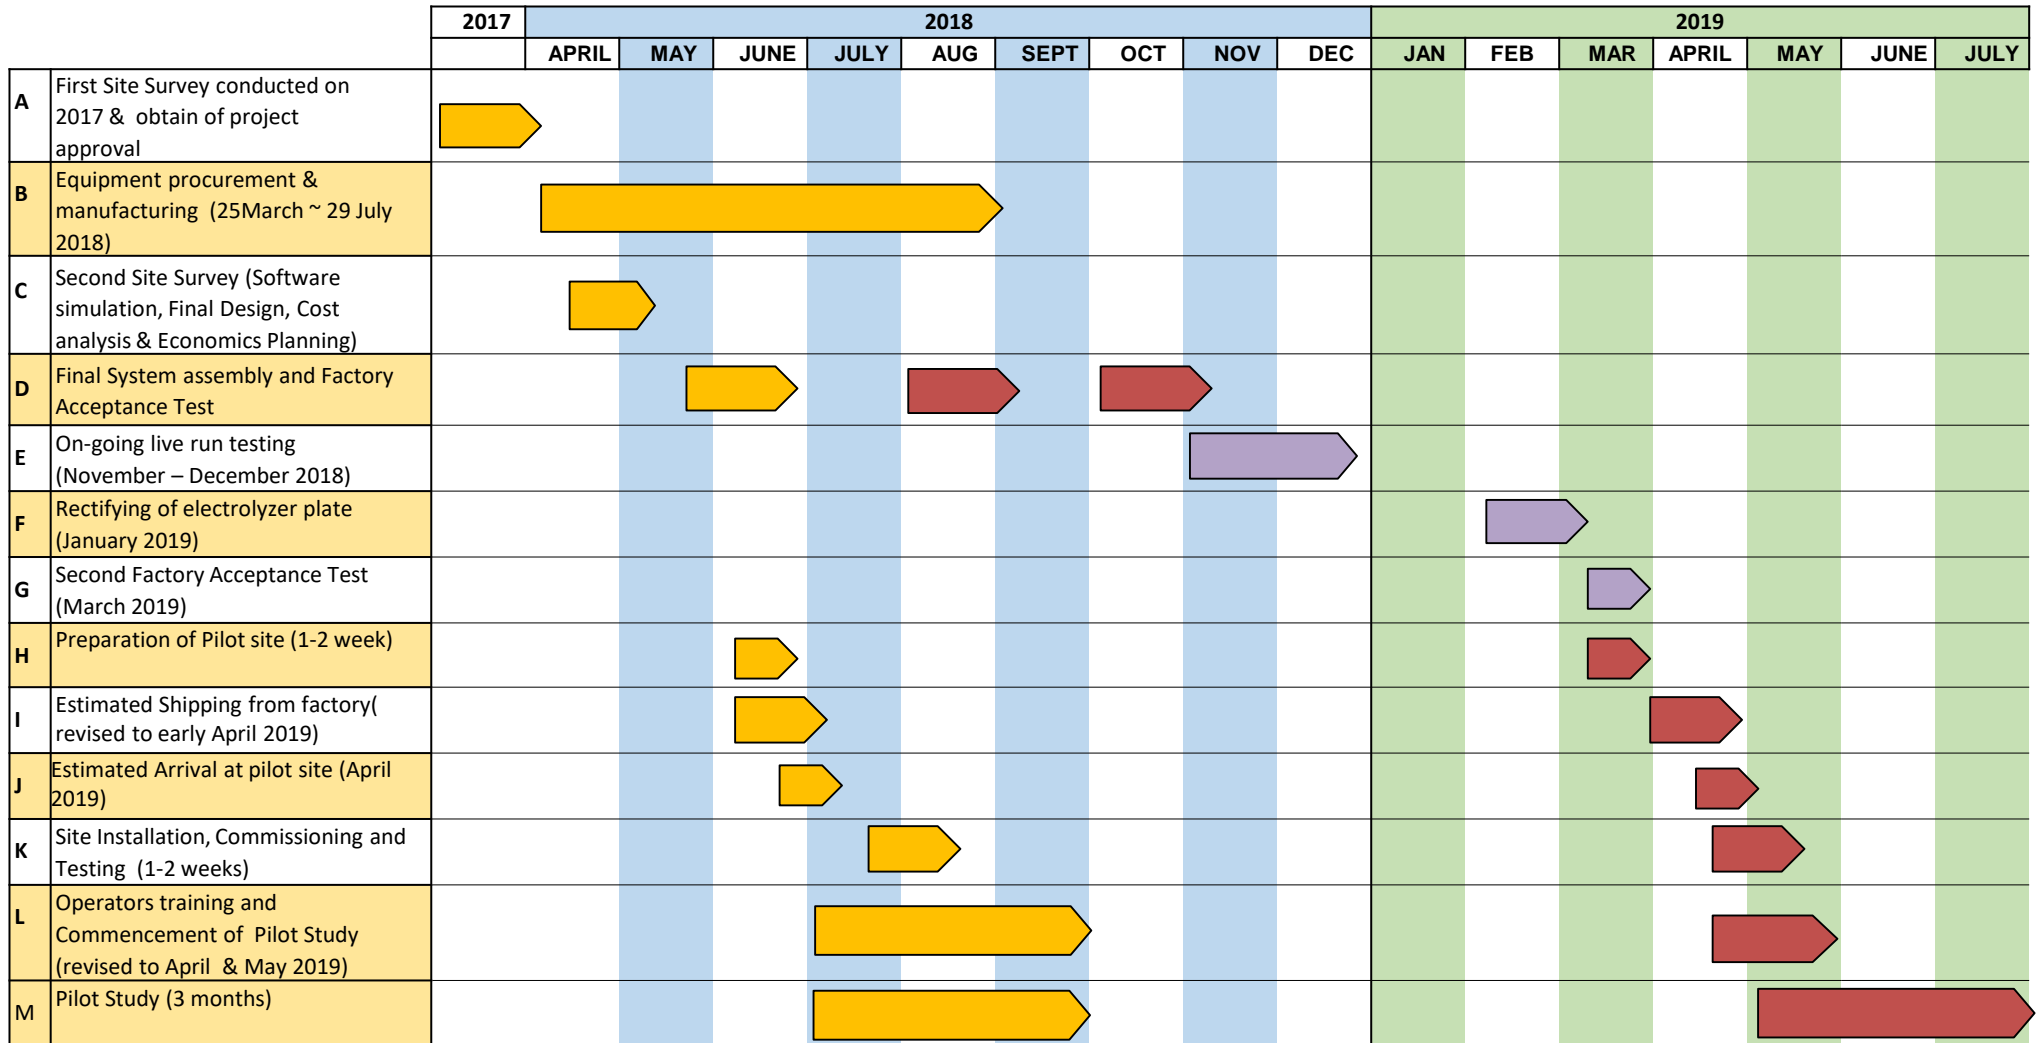 2017 2018 2019
APRIL MAY JUNE JULY AUG SEPT OCT NOV DEC JAN FEB MAR APRIL MAY JUNE JULY
A First Site Survey conducted on
2017 & obtain of project
approval
B Equipment procurement &
manufacturing (25March ~ 29 July
2018)
C Second Site Survey (Software
simulation, Final Design, Cost
analysis & Economics Planning)
D Final System assembly and Factory
Acceptance Test
E On-going live run testing
(November – December 2018)
F Rectifying of electrolyzer plate
(January 2019)
G Second Factory Acceptance Test
(March 2019)
H Preparation of Pilot site (1-2 week)
I Estimated Shipping from factory(
revised to early April 2019)
J Estimated Arrival at pilot site (April
2019)
K Site Installation, Commissioning and
Testing (1-2 weeks)
L Operators training and
Commencement of Pilot Study
(revised to April & May 2019)
M Pilot Study (3 months)